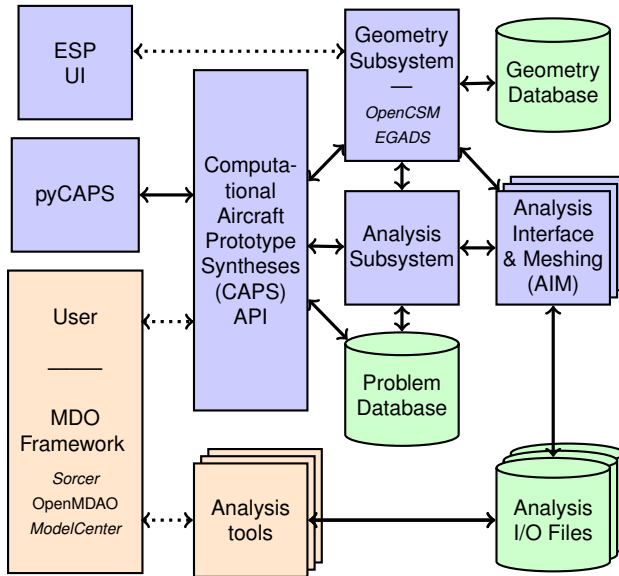 ESP
UI
Geometry
Subsystem
—
OpenCSM
EGADS
Geometry
Database
pyCAPS
Computa-
tional
Aircraft
Prototype
Syntheses
(CAPS)
API
Analysis
Subsystem
Analysis
Interface
& Meshing
(AIM)
User
MDO
Framework
Sorcer
OpenMDAO
ModelCenter
Problem
Database
Analysis
tools
Analysis
I/O Files